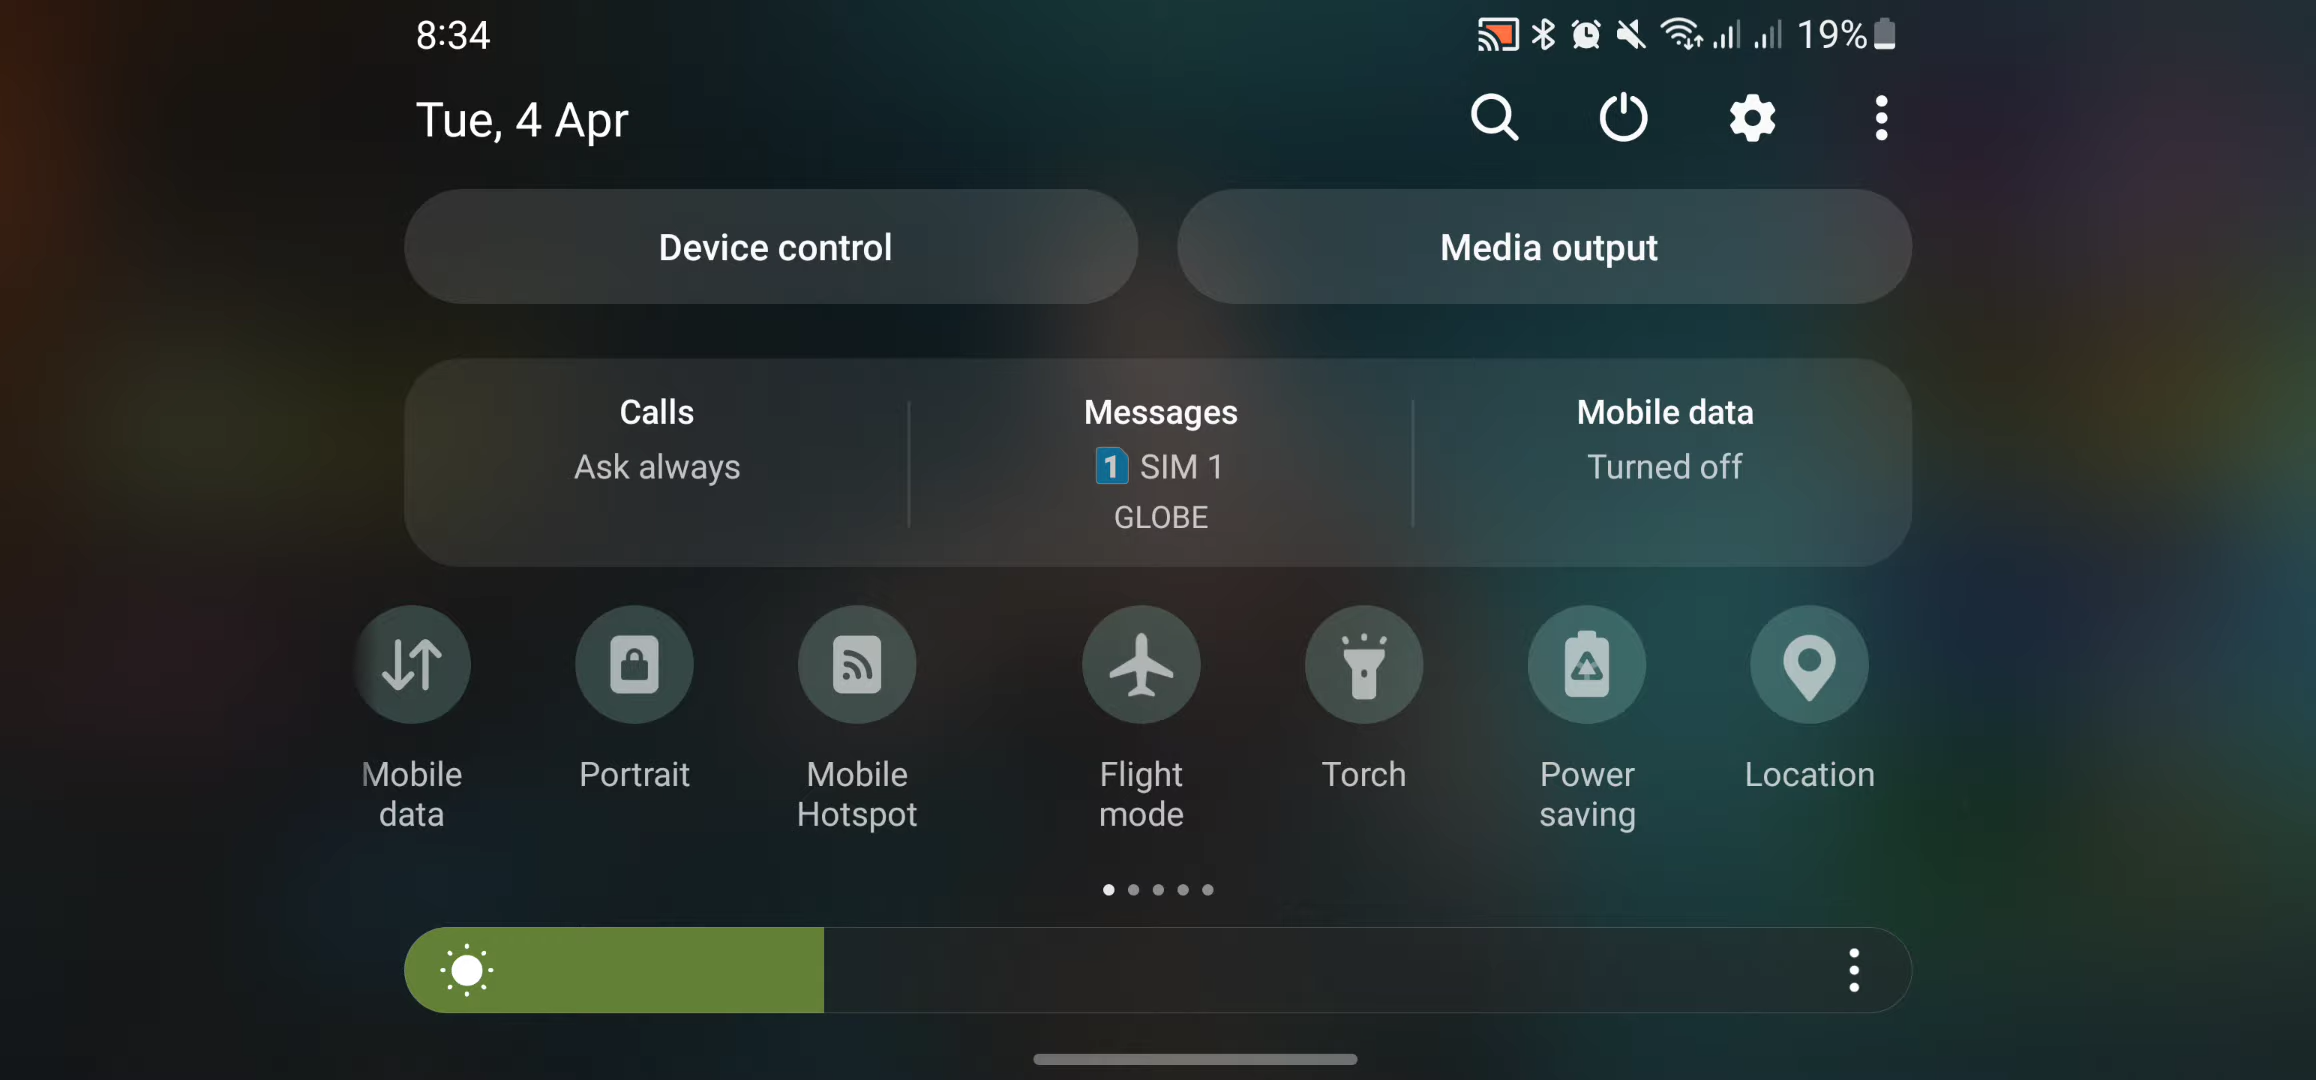 8:34
19%
Tue, 4 Apr
Device control
Media output
Calls
Messages
Mobile data
Ask always
1 SIM 1
Turned off
GLOBE
Mobile
data
Portrait
Mobile
Hotspot
Flight
mode
Torch
Power
saving
Location